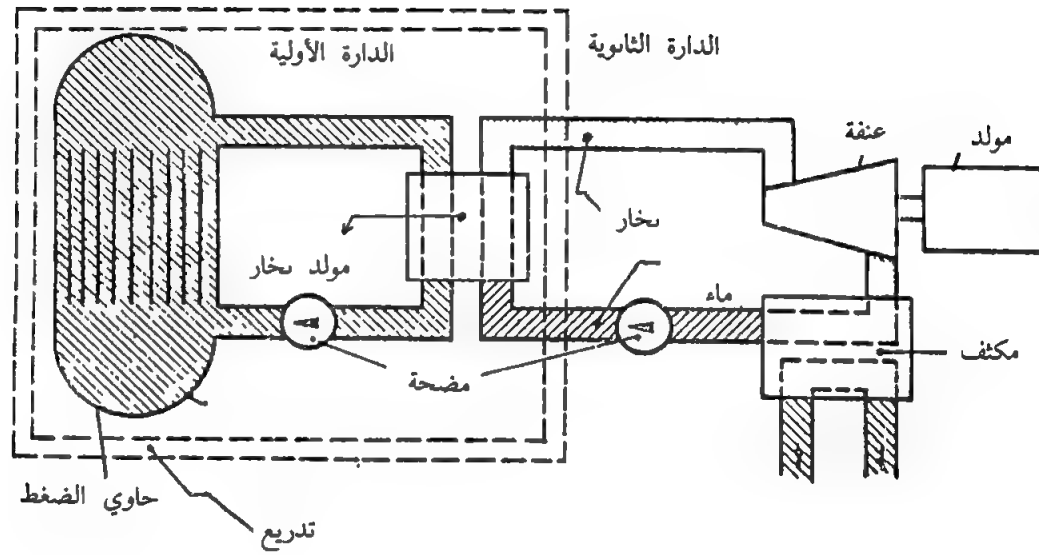 الدارة الثانوية
الدارة الأولية
مولد
عنفة
بخار
مولد بخار
ماء
مكثف
مضخة
حاوي الضغط
تدريع